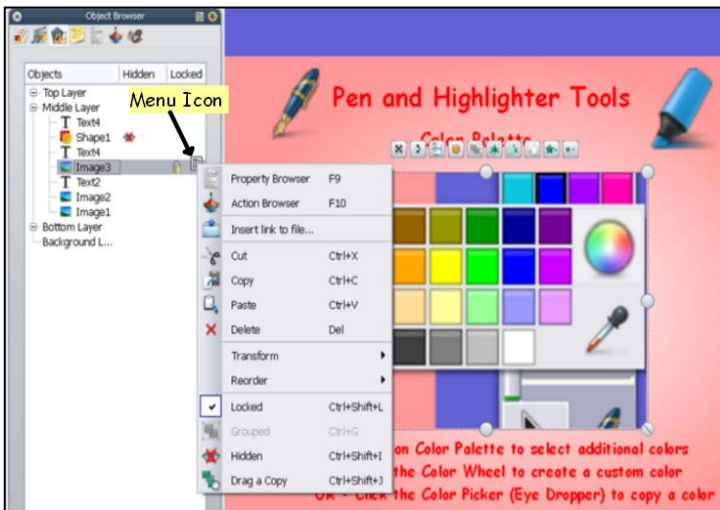 Object Browser
Objects Hidden Locked
Top Layer
Middle Layer
Text4
Shape1
Text4
Image3
Text2
Image2
Image1
Bottom Layer
Background L...
Menu Icon
Property Browser F9
Action Browser F10
Insert link to file...
Cut Ctrl+X
Copy Ctrl+C
Paste Ctrl+V
Delete Del
Transform
Reorder
Locked Ctrl+Shift+L
Grouped Ctrl+G
Hidden Ctrl+Shift+I
Drag a Copy Ctrl+Shift+J
Pen and Highlighter Tools
Color Palette
on Color Palette to select additional colors
the Color Wheel to create a custom color
OR - Click the Color Picker (Eye Dropper) to copy a color